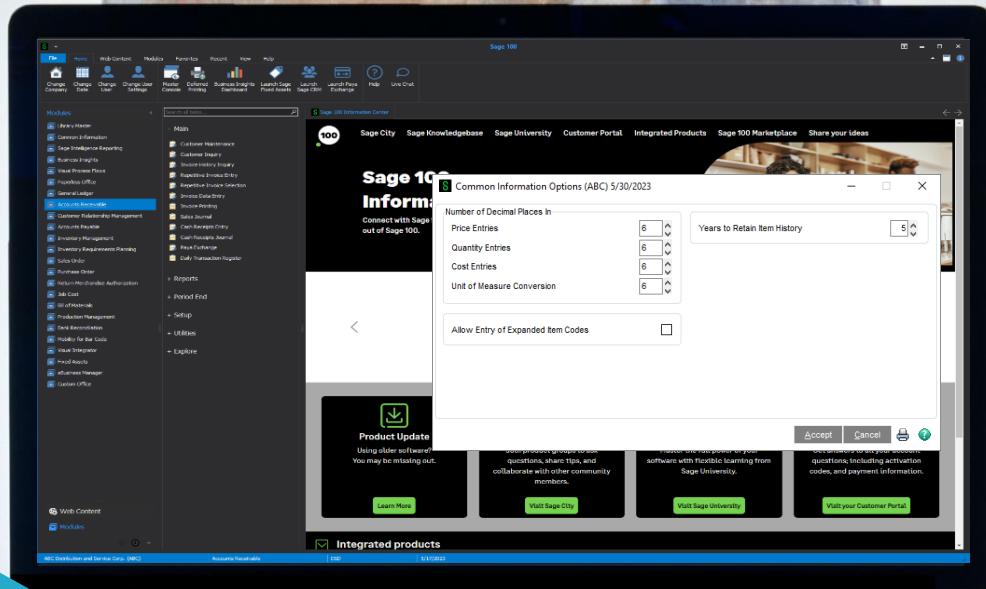 Sage 100
File Home Web Content Modules Favorites Recent View Help
Change Company
Change Date
Change User
Change User Settings
Master Console
Deferred Printing
Business Insights Dashboard
Launch Sage Fixed Assets
Launch Sage CRM
Launch Paya Exchange
Help
Live Chat
Modules
Library Master
Common Information
Sage Intelligence Reporting
Business Insights
Visual Process Flows
Paperless Office
General Ledger
Accounts Receivable
Customer Relationship Management
Accounts Payable
Inventory Management
Inventory Requirements Planning
Sales Order
Purchase Order
Return Merchandise Authorization
Job Cost
Bill of Materials
Production Management
Bank Reconciliation
Mobility for Bar Code
Visual Integrator
Fixed Assets
eBusiness Manager
Custom Office
Web Content
Modules
Search all tasks...
Main
Customer Maintenance
Customer Inquiry
Invoice History Inquiry
Repetitive Invoice Entry
Repetitive Invoice Selection
Invoice Data Entry
Invoice Printing
Sales Journal
Cash Receipts Entry
Cash Receipts Journal
Paya Exchange
Daily Transaction Register
+ Reports
+ Period End
+ Setup
+ Utilities
+ Explore
Sage 100 Information Center
100 Sage City Sage Knowledgebase Sage University Customer Portal Integrated Products Sage 100 Marketplace Share your ideas
Sage 10
Informa
Connect with Sage
out of Sage 100.
Common Information Options (ABC) 5/30/2023
Number of Decimal Places In
Price Entries 6
Quantity Entries 6
Cost Entries 6
Unit of Measure Conversion 6
Years to Retain Item History 5
Allow Entry of Expanded Item Codes
Accept Cancel
Product Update
Using older software?
You may be missing out.
Learn More
questions, share tips, and
collaborate with other community
members.
Visit Sage City
software with flexible learning from
Sage University.
Visit Sage University
questions; including activation
codes, and payment information.
Visit your Customer Portal
Integrated products
ABC Distribution and Service Corp. (ABC) Accounts Receivable 5/17/2023